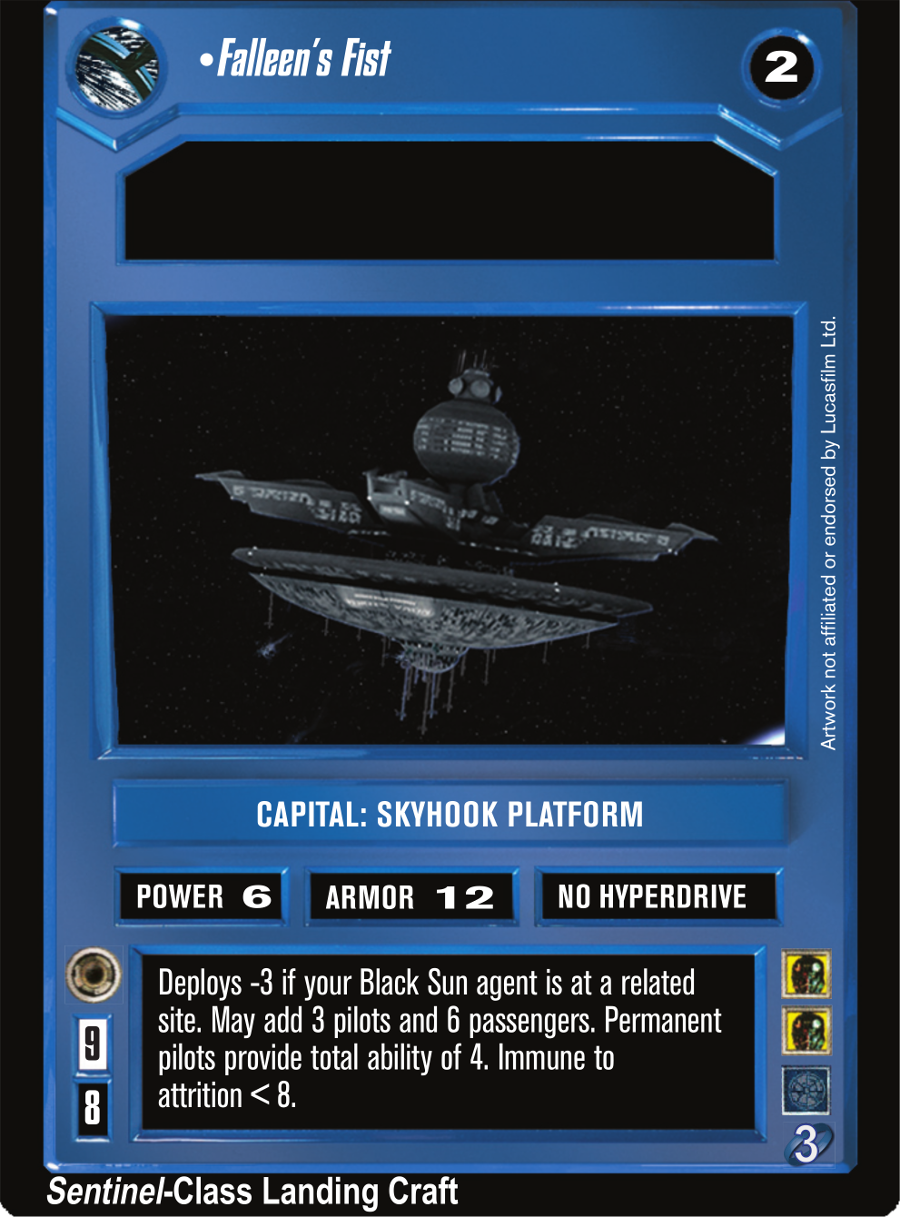 •Falleen's Fist
2
Artwork not affiliated or endorsed by Lucasfilm Ltd.
CAPITAL: SKYHOOK PLATFORM
POWER 6
ARMOR 12
NO HYPERDRIVE
Deploys -3 if your Black Sun agent is at a related
site. May add 3 pilots and 6 passengers. Permanent
pilots provide total ability of 4. Immune to
attrition < 8.
9
8
3
Sentinel-Class Landing Craft